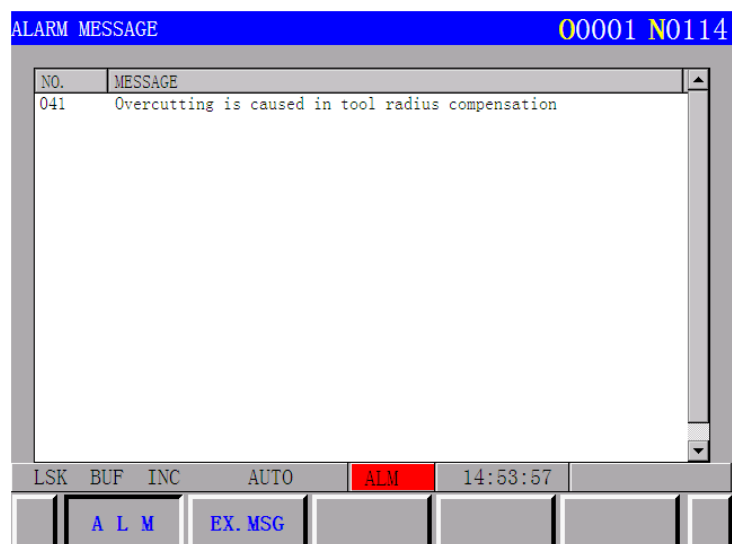 ALARM MESSAGE O0001 N0114
NO. MESSAGE
041 Overcutting is caused in tool radius compensation
LSK BUF INC AUTO ALM 14:53:57
A L M EX. MSG